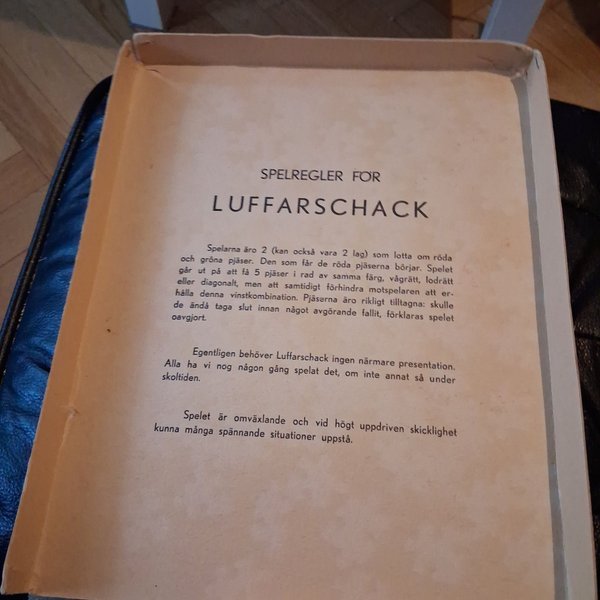 SPELREGLER FÖR
LUFFARSCHACK
Spelarna äro 2 (kan också vara 2 lag) som lotta om röda
och gröna pjäser. Den som får de röda pjäserna börjar. Spelet
går ut på att få 5 pjäser i rad av samma färg, vågrätt, lodrätt
eller diagonalt, men att samtidigt förhindra motspelaren att er-
hålla denna vinstkombination. Pjäserna äro rikligt tilltagna: skulle
de ändå taga slut innan något avgörande fallit, förklaras spelet
oavgjort.
Egentligen behöver Luffarschack ingen närmare presentation.
Alla ha vi nog någon gång spelat det, om inte annat så under
skoltiden.
Spelet är omväxlande och vid högt uppdriven skicklighet
kunna många spännande situationer uppstå.